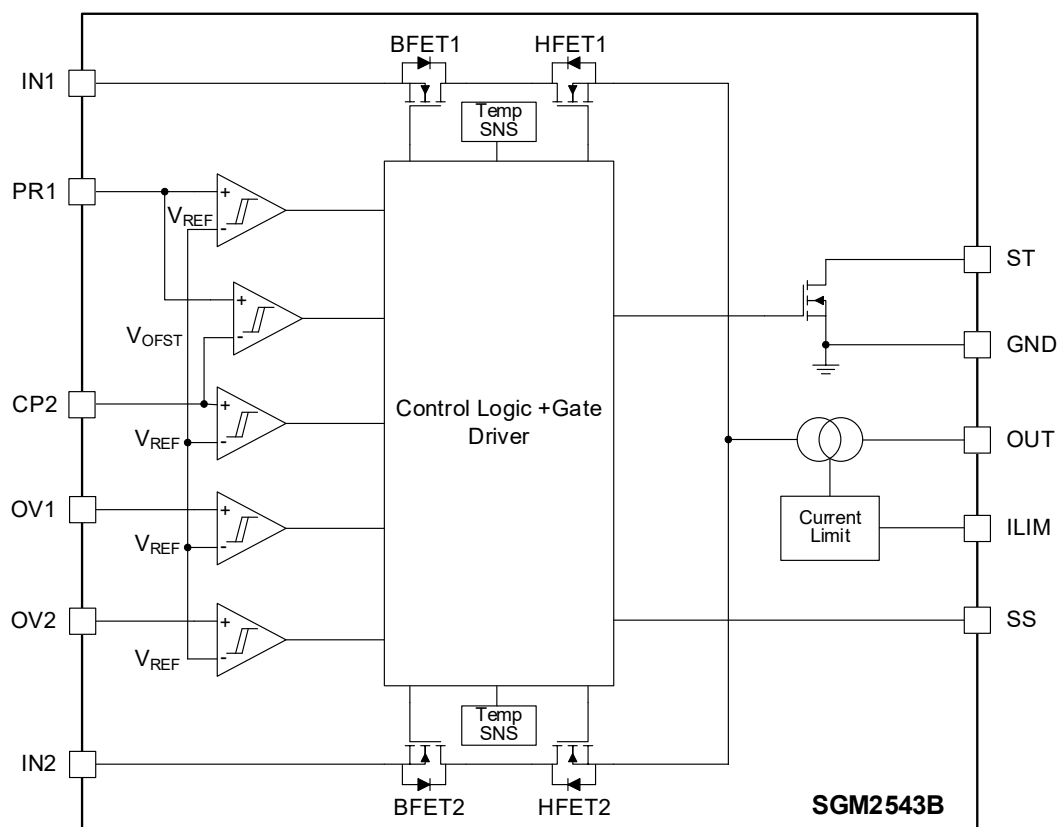 BFET1
HFET1
IN1
Temp
SNS
PR1
+
VREF
-
ST
+
VOFST
-
GND
CP2
+
Control Logic +Gate
Driver
VREF
-
OUT
OV1
+
Current
Limit
ILIM
VREF
-
OV2
+
SS
VREF
-
Temp
SNS
IN2
BFET2
HFET2
SGM2543B